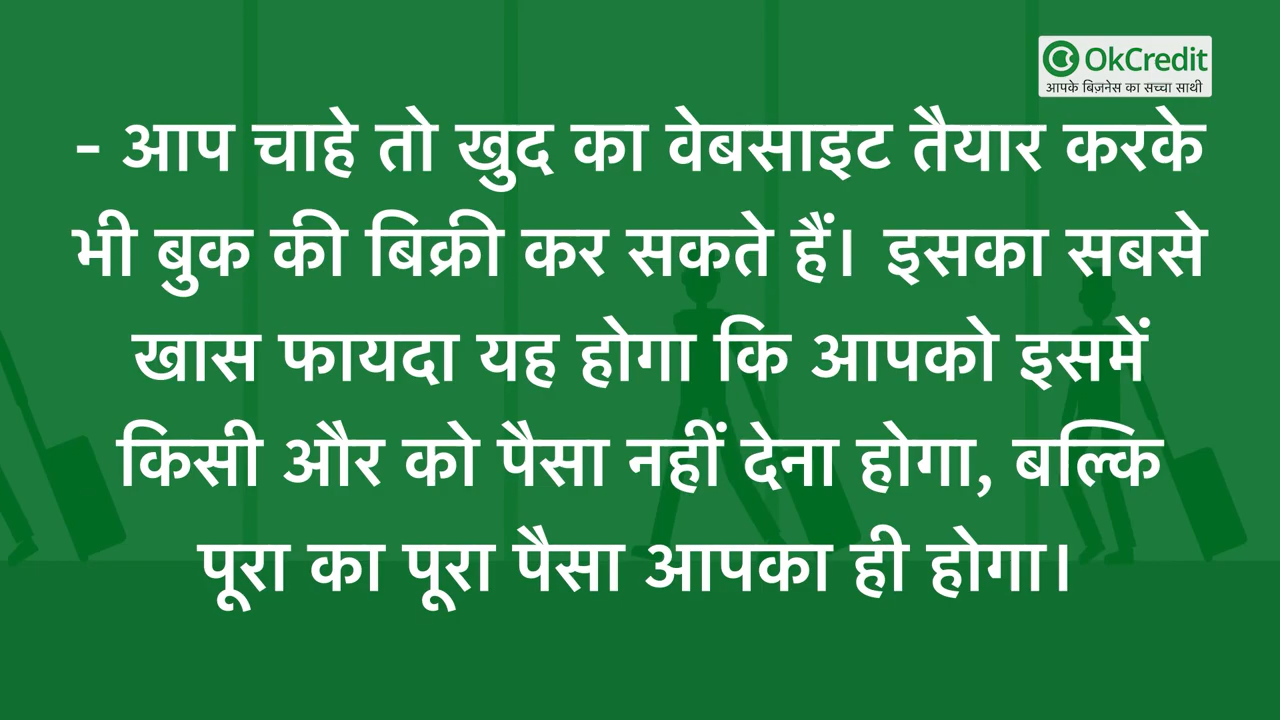 OkCredit
आपके बिज़नेस का सच्चा साथी
- आप चाहे तो खुद का वेबसाइट तैयार करके
भी बुक की बिक्री कर सकते हैं। इसका सबसे
खास फायदा यह होगा कि आपको इसमें
किसी और को पैसा नहीं देना होगा, बल्कि
पूरा का पूरा पैसा आपका ही होगा।